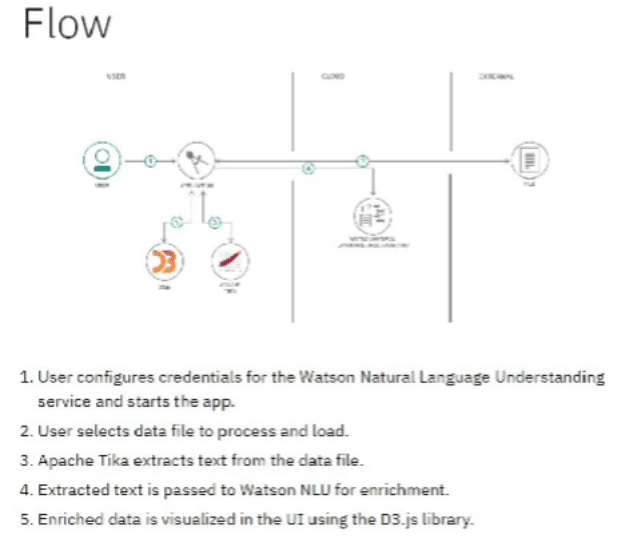 Flow
USER
CLOUD
EXTERNAL
1. User configures credentials for the Watson Natural Language Understanding
service and starts the app.
2. User selects data file to process and load.
3. Apache Tika extracts text from the data file.
4. Extracted text is passed to Watson NLU for enrichment.
5. Enriched data is visualized in the UI using the D3.js library.